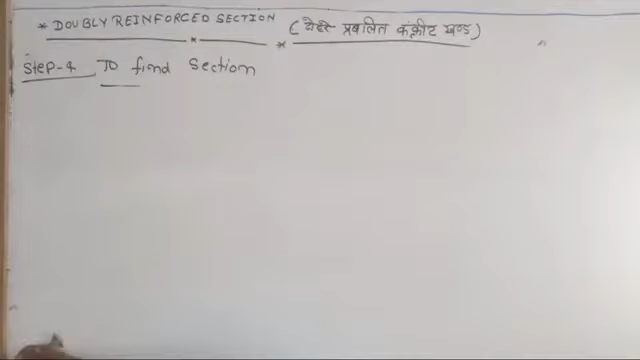 * DOUBLY REINFORCED SECTION (दोहरे प्रबलित कंक्रीट खण्ड)
Step-4 To find Section